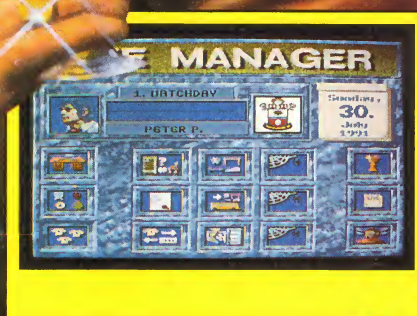 MANAGER
1. MATCHDAY
PETER P.
Sunday,
30.
July
1991